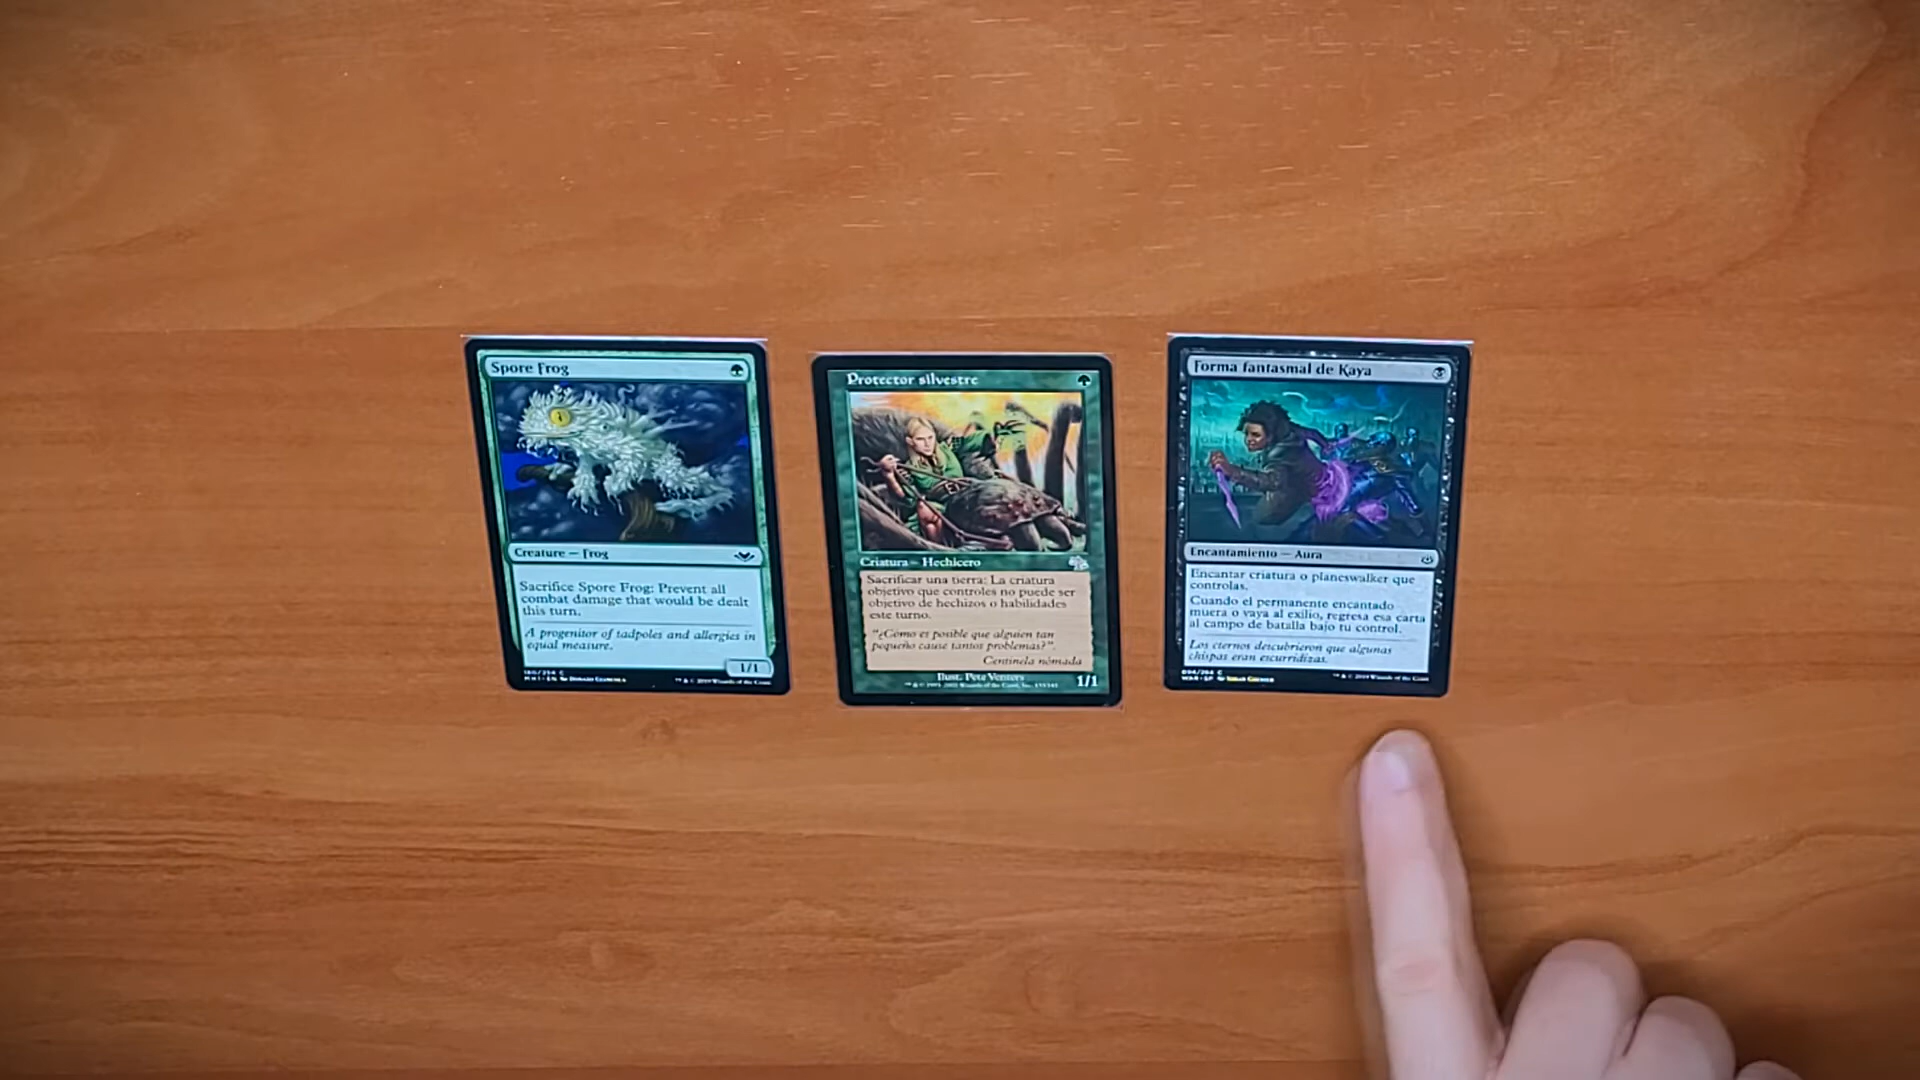 Spore Frog
Creature — Frog
Sacrifice Spore Frog: Prevent all
combat damage that would be dealt
this turn.
A progenitor of tadpoles and allergies in
equal measure.
1/1
Protector silvestre
Criatura — Hechicero
Sacrificar una tierra: La criatura
objetivo que controles no puede ser
objetivo de hechizos o habilidades
este turno.
"¿Cómo es posible que alguien tan
pequeño cause tantos problemas?".
Centinela nómada
Ilust. Pete Venters
1/1
Forma fantasmal de Kaya
Encantamiento — Aura
Encantar criatura o planeswalker que
controlas.
Cuando el permanente encantado
muera o vaya al exilio, regresa esa carta
al campo de batalla bajo tu control.
Los eternos descubrieron que algunas
chispas eran escurridizas.